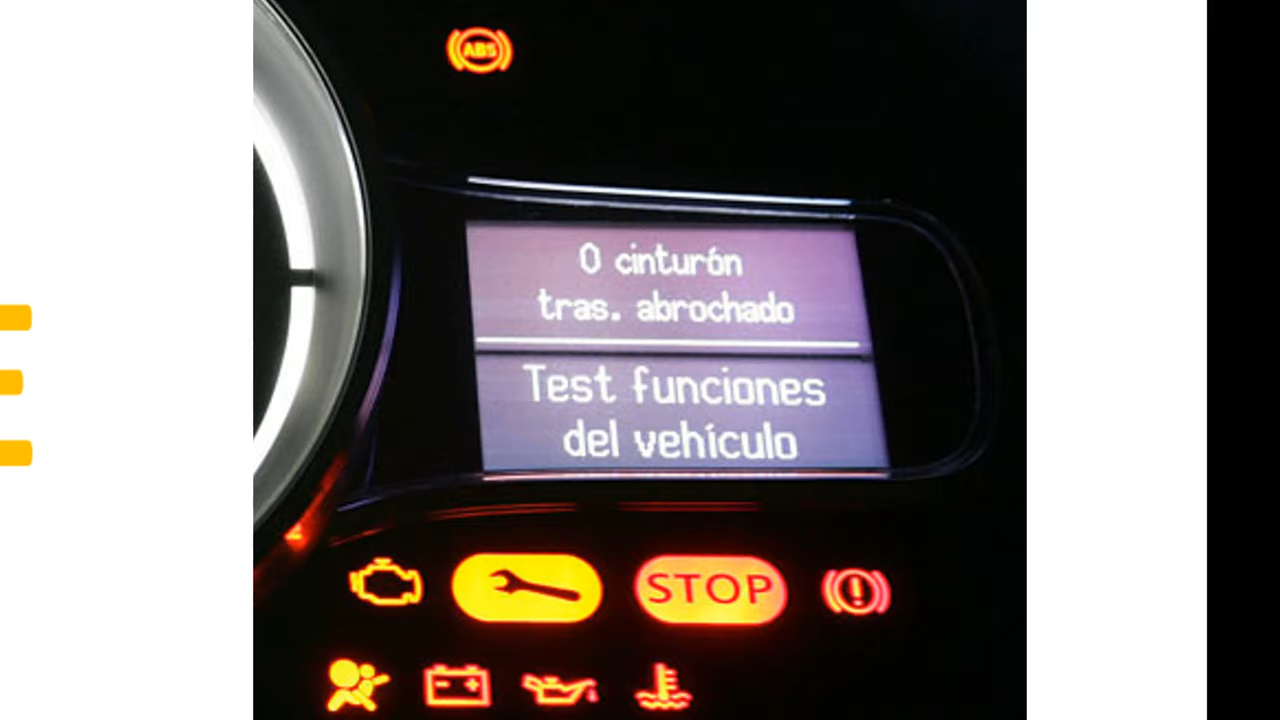 ABS
0 cinturón
tras. abrochado
Test funciones
del vehículo
STOP